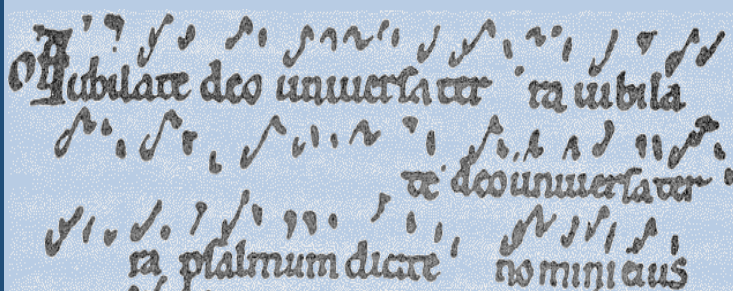 Iubilate deo uniuersa ter ra iubila
te deo uniuersa ter
ra psalmum dicite nomini eius